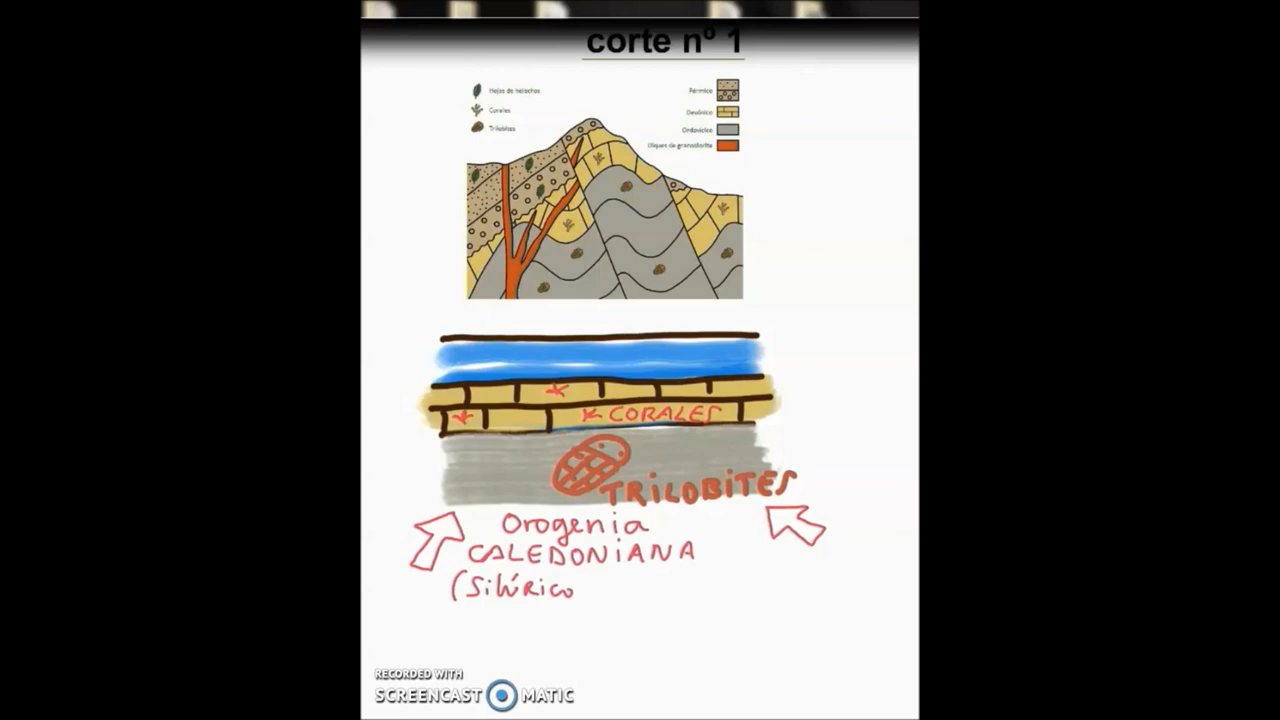 corte nº 1
Hojas de helechos
Corales
Trilobites
Pérmico
Devónico
Ordovícico
Diques de granodiorita
CORALES
TRiLOBiTES
Orogenia
CALEDONiANA
(Silúrico
RECORDED WITH
SCREENCAST MATIC